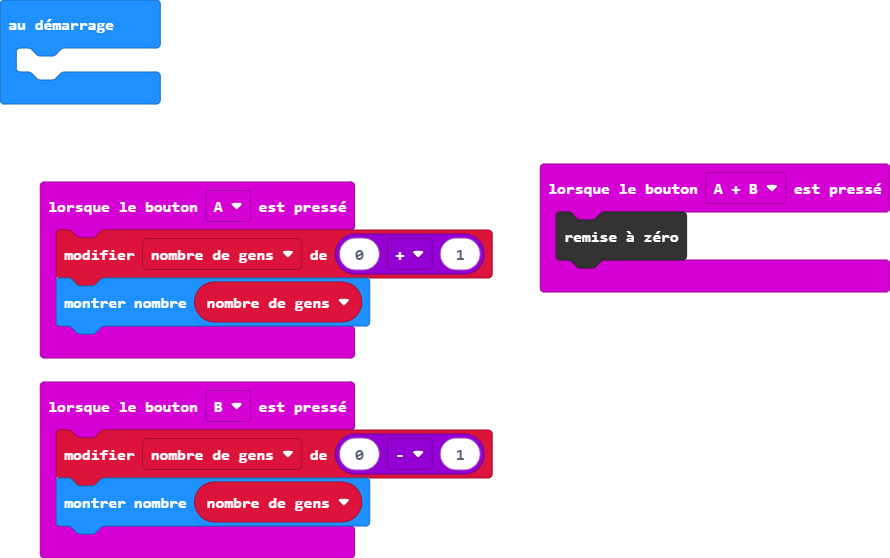 au démarrage
lorsque le bouton A est pressé
modifier nombre de gens de 0 + 1
montrer nombre nombre de gens
lorsque le bouton B est pressé
modifier nombre de gens de 0 - 1
montrer nombre nombre de gens
lorsque le bouton A + B est pressé
remise à zéro